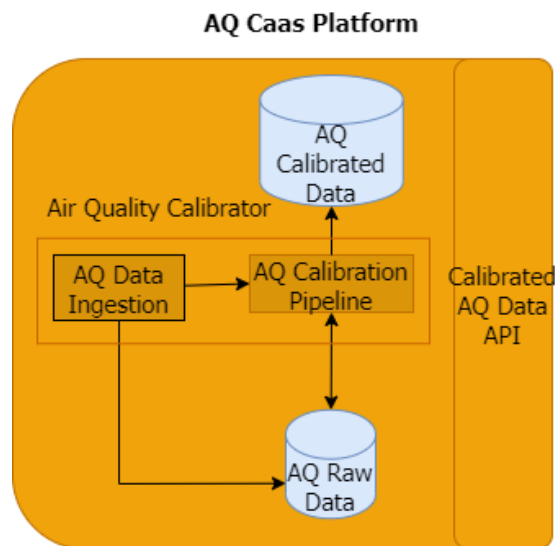 AQ Caas Platform
AQ
Calibrated
Data
Air Quality Calibrator
AQ Data
Ingestion
AQ Calibration
Pipeline
Calibrated
AQ Data
API
AQ Raw
Data